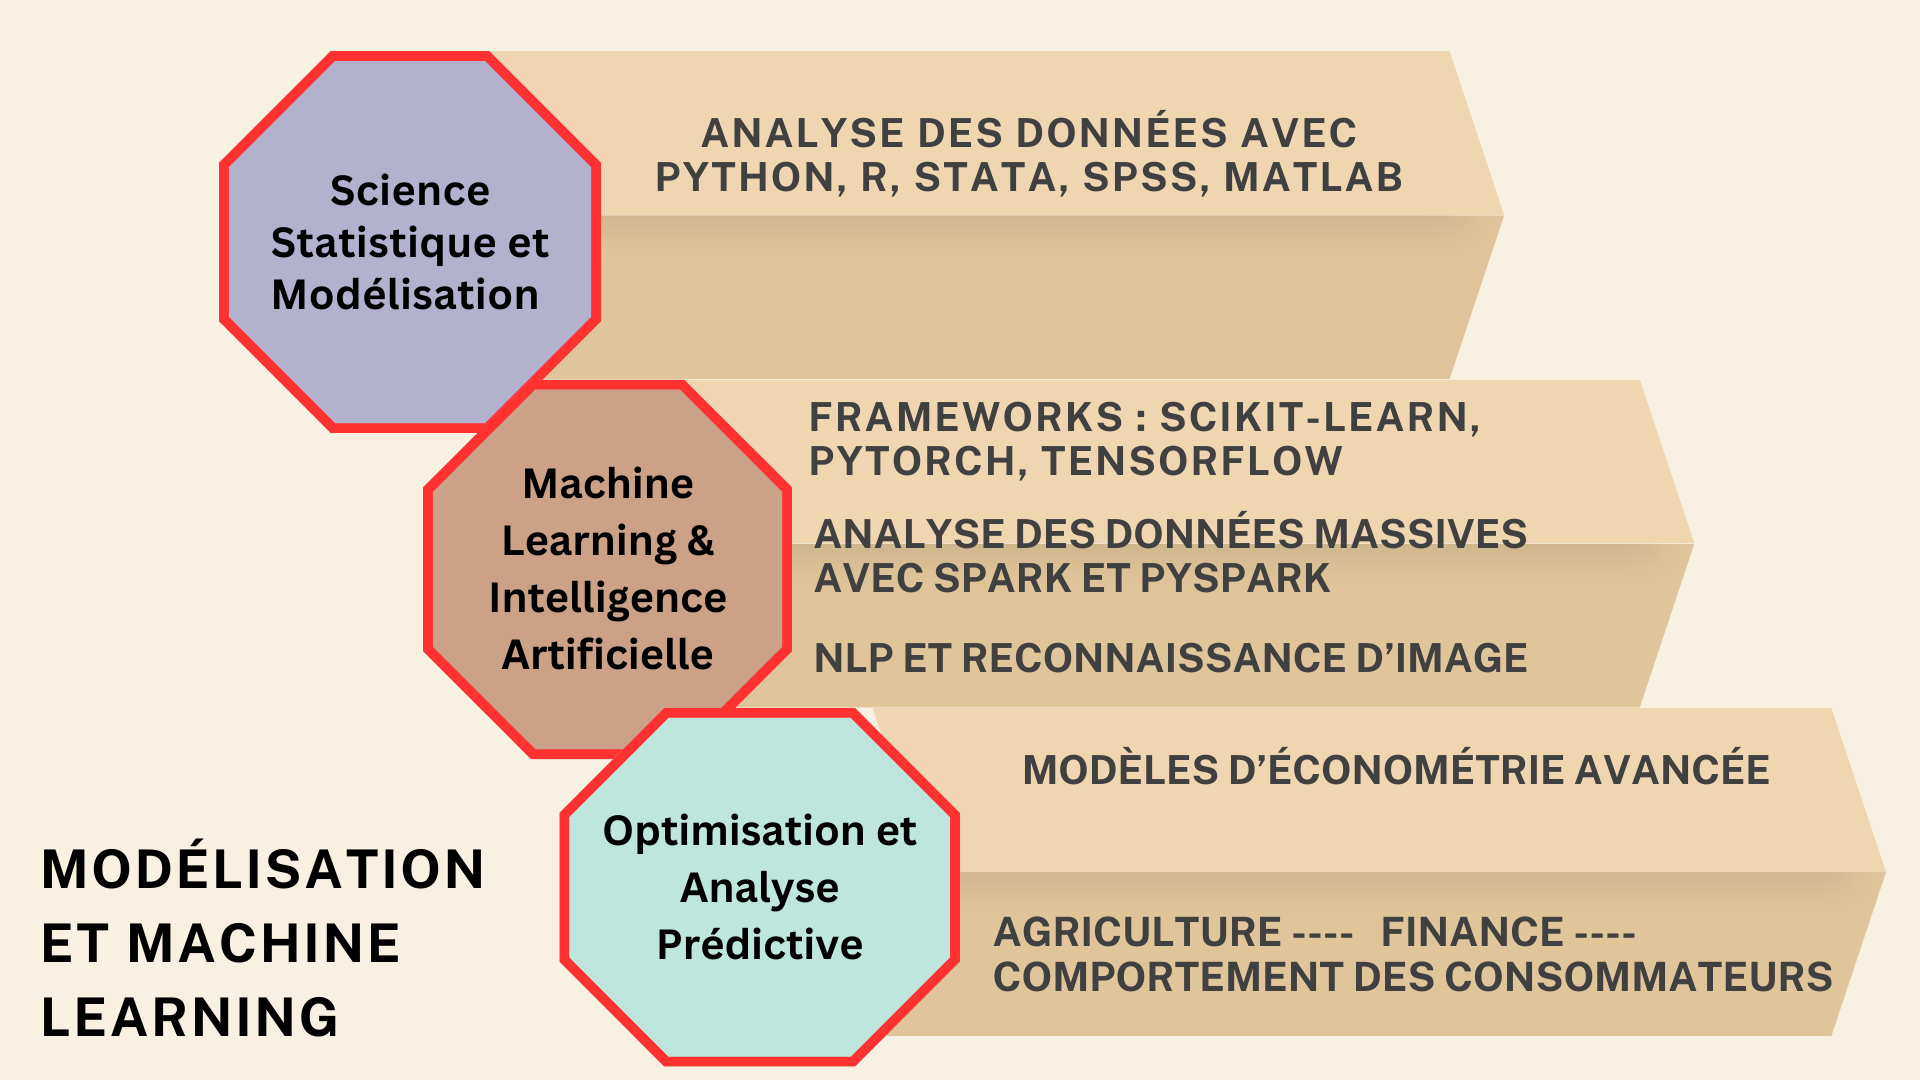 Science
Statistique et
Modélisation
ANALYSE DES DONNÉES AVEC
PYTHON, R, STATA, SPSS, MATLAB
Machine
Learning &
Intelligence
Artificielle
FRAMEWORKS : SCIKIT-LEARN,
PYTORCH, TENSORFLOW
ANALYSE DES DONNÉES MASSIVES
AVEC SPARK ET PYSPARK
NLP ET RECONNAISSANCE D’IMAGE
Optimisation et
Analyse
Prédictive
MODÈLES D’ÉCONOMÉTRIE AVANCÉE
AGRICULTURE ---- FINANCE ----
COMPORTEMENT DES CONSOMMATEURS
MODÉLISATION
ET MACHINE
LEARNING